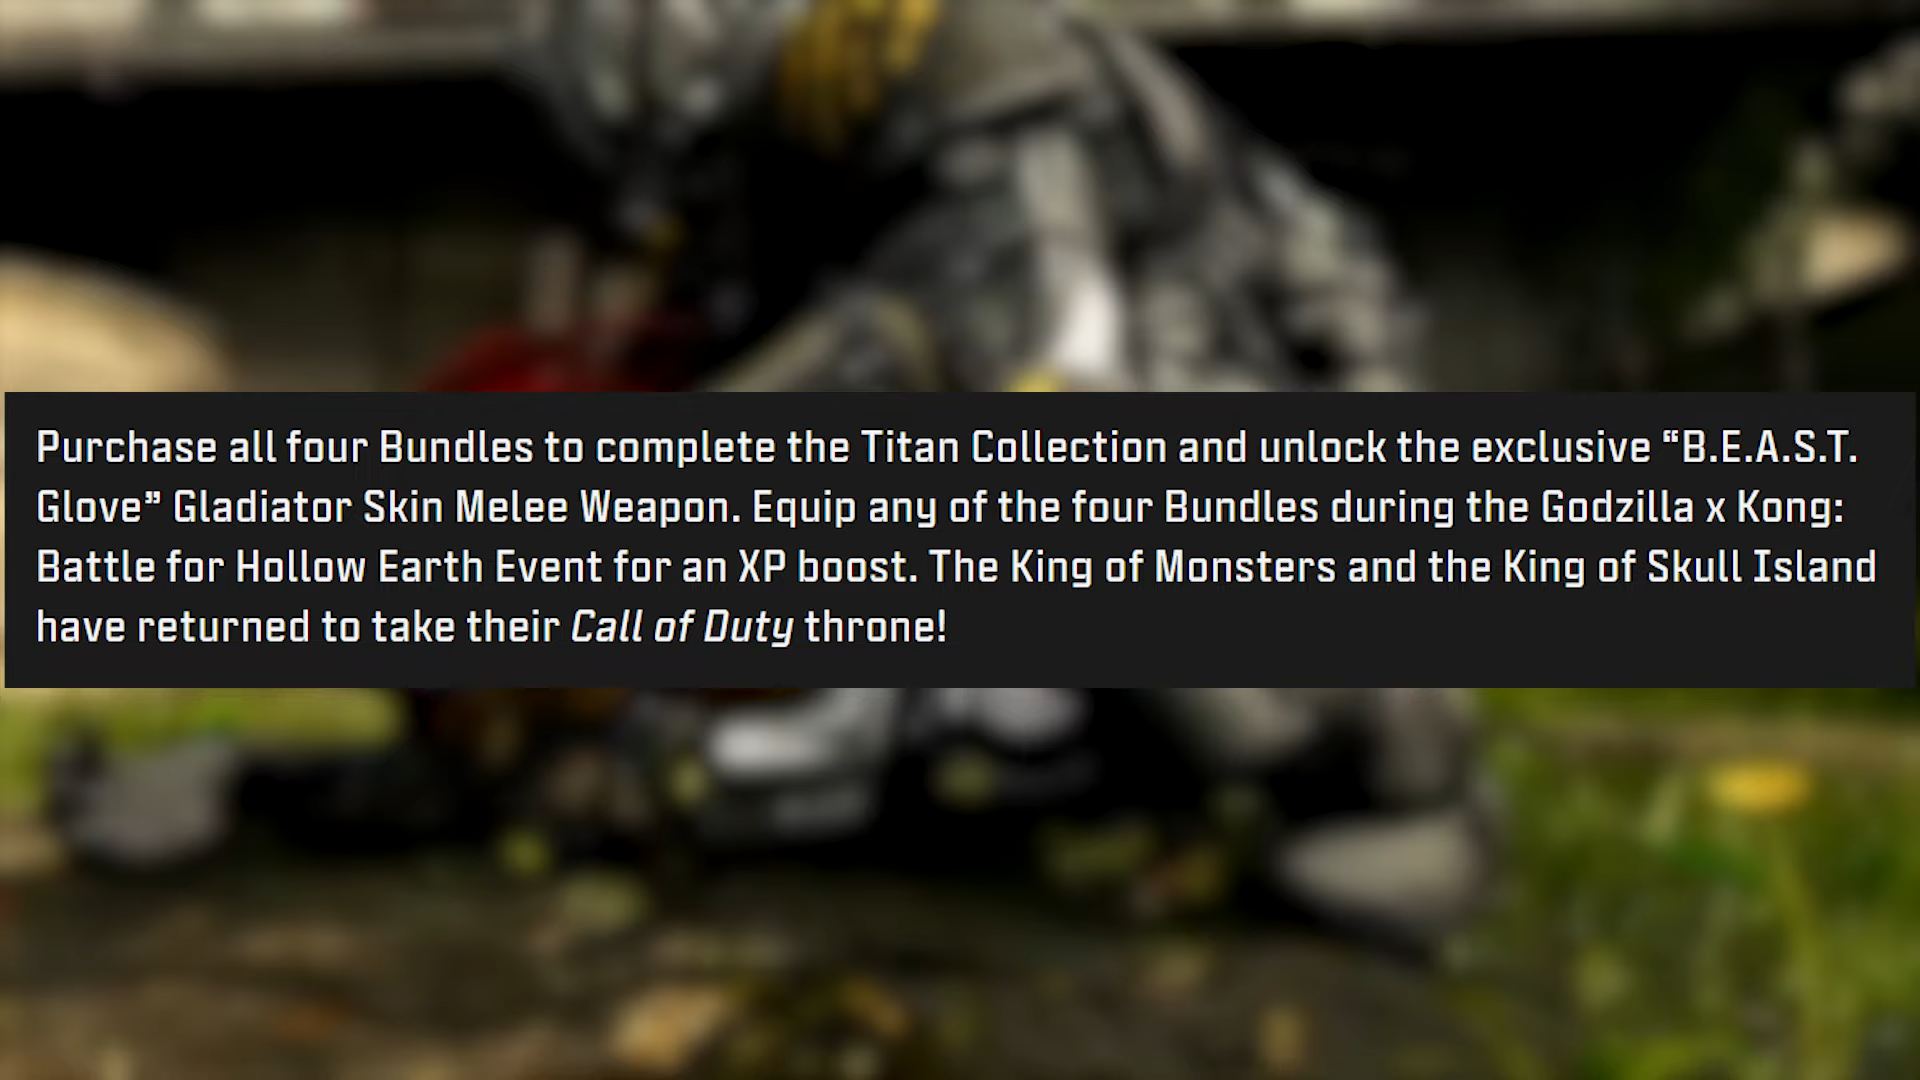 Purchase all four Bundles to complete the Titan Collection and unlock the exclusive “B.E.A.S.T.
Glove” Gladiator Skin Melee Weapon. Equip any of the four Bundles during the Godzilla x Kong:
Battle for Hollow Earth Event for an XP boost. The King of Monsters and the King of Skull Island
have returned to take their Call of Duty throne!